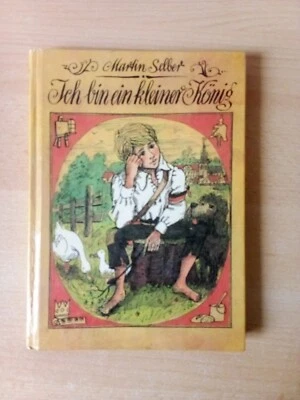 Martin Selber
Ich bin ein kleiner König